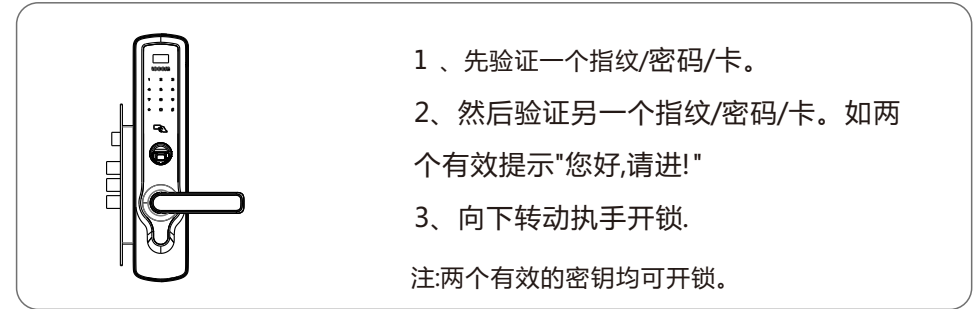 1 、先验证一个指纹/密码/卡。
2、然后验证另一个指纹/密码/卡。如两
个有效提示"您好,请进!"
3、向下转动执手开锁.
注:两个有效的密钥均可开锁。